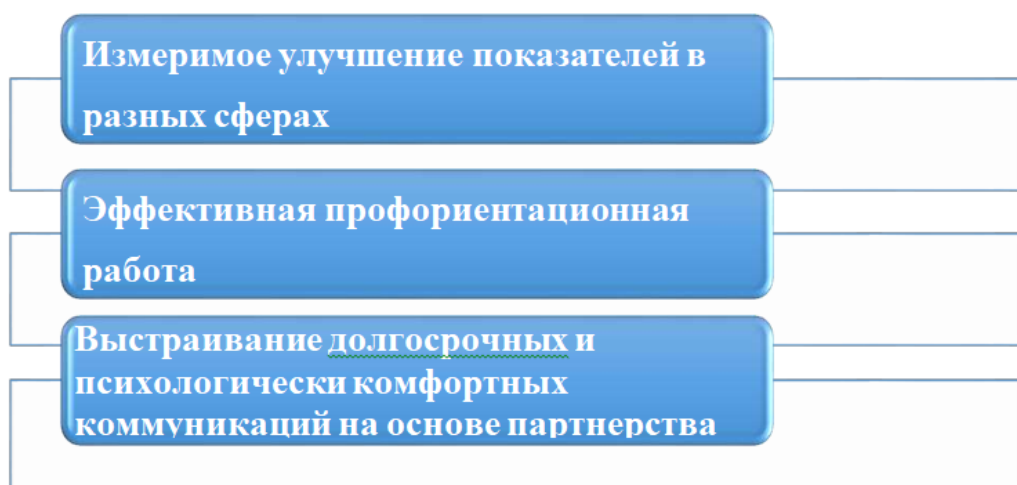 Измеримое улучшение показателей в
разных сферах
Эффективная профориентационная
работа
Выстраивание долгосрочных и
психологически комфортных
коммуникаций на основе партнерства